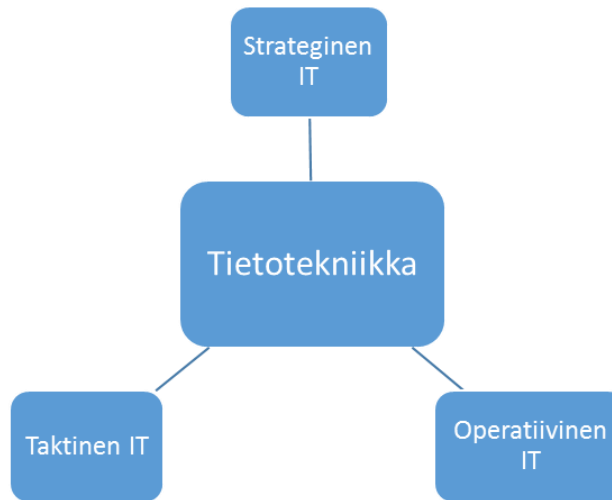 Strateginen
IT
Tietotekniikka
Taktinen IT
Operatiivinen
IT